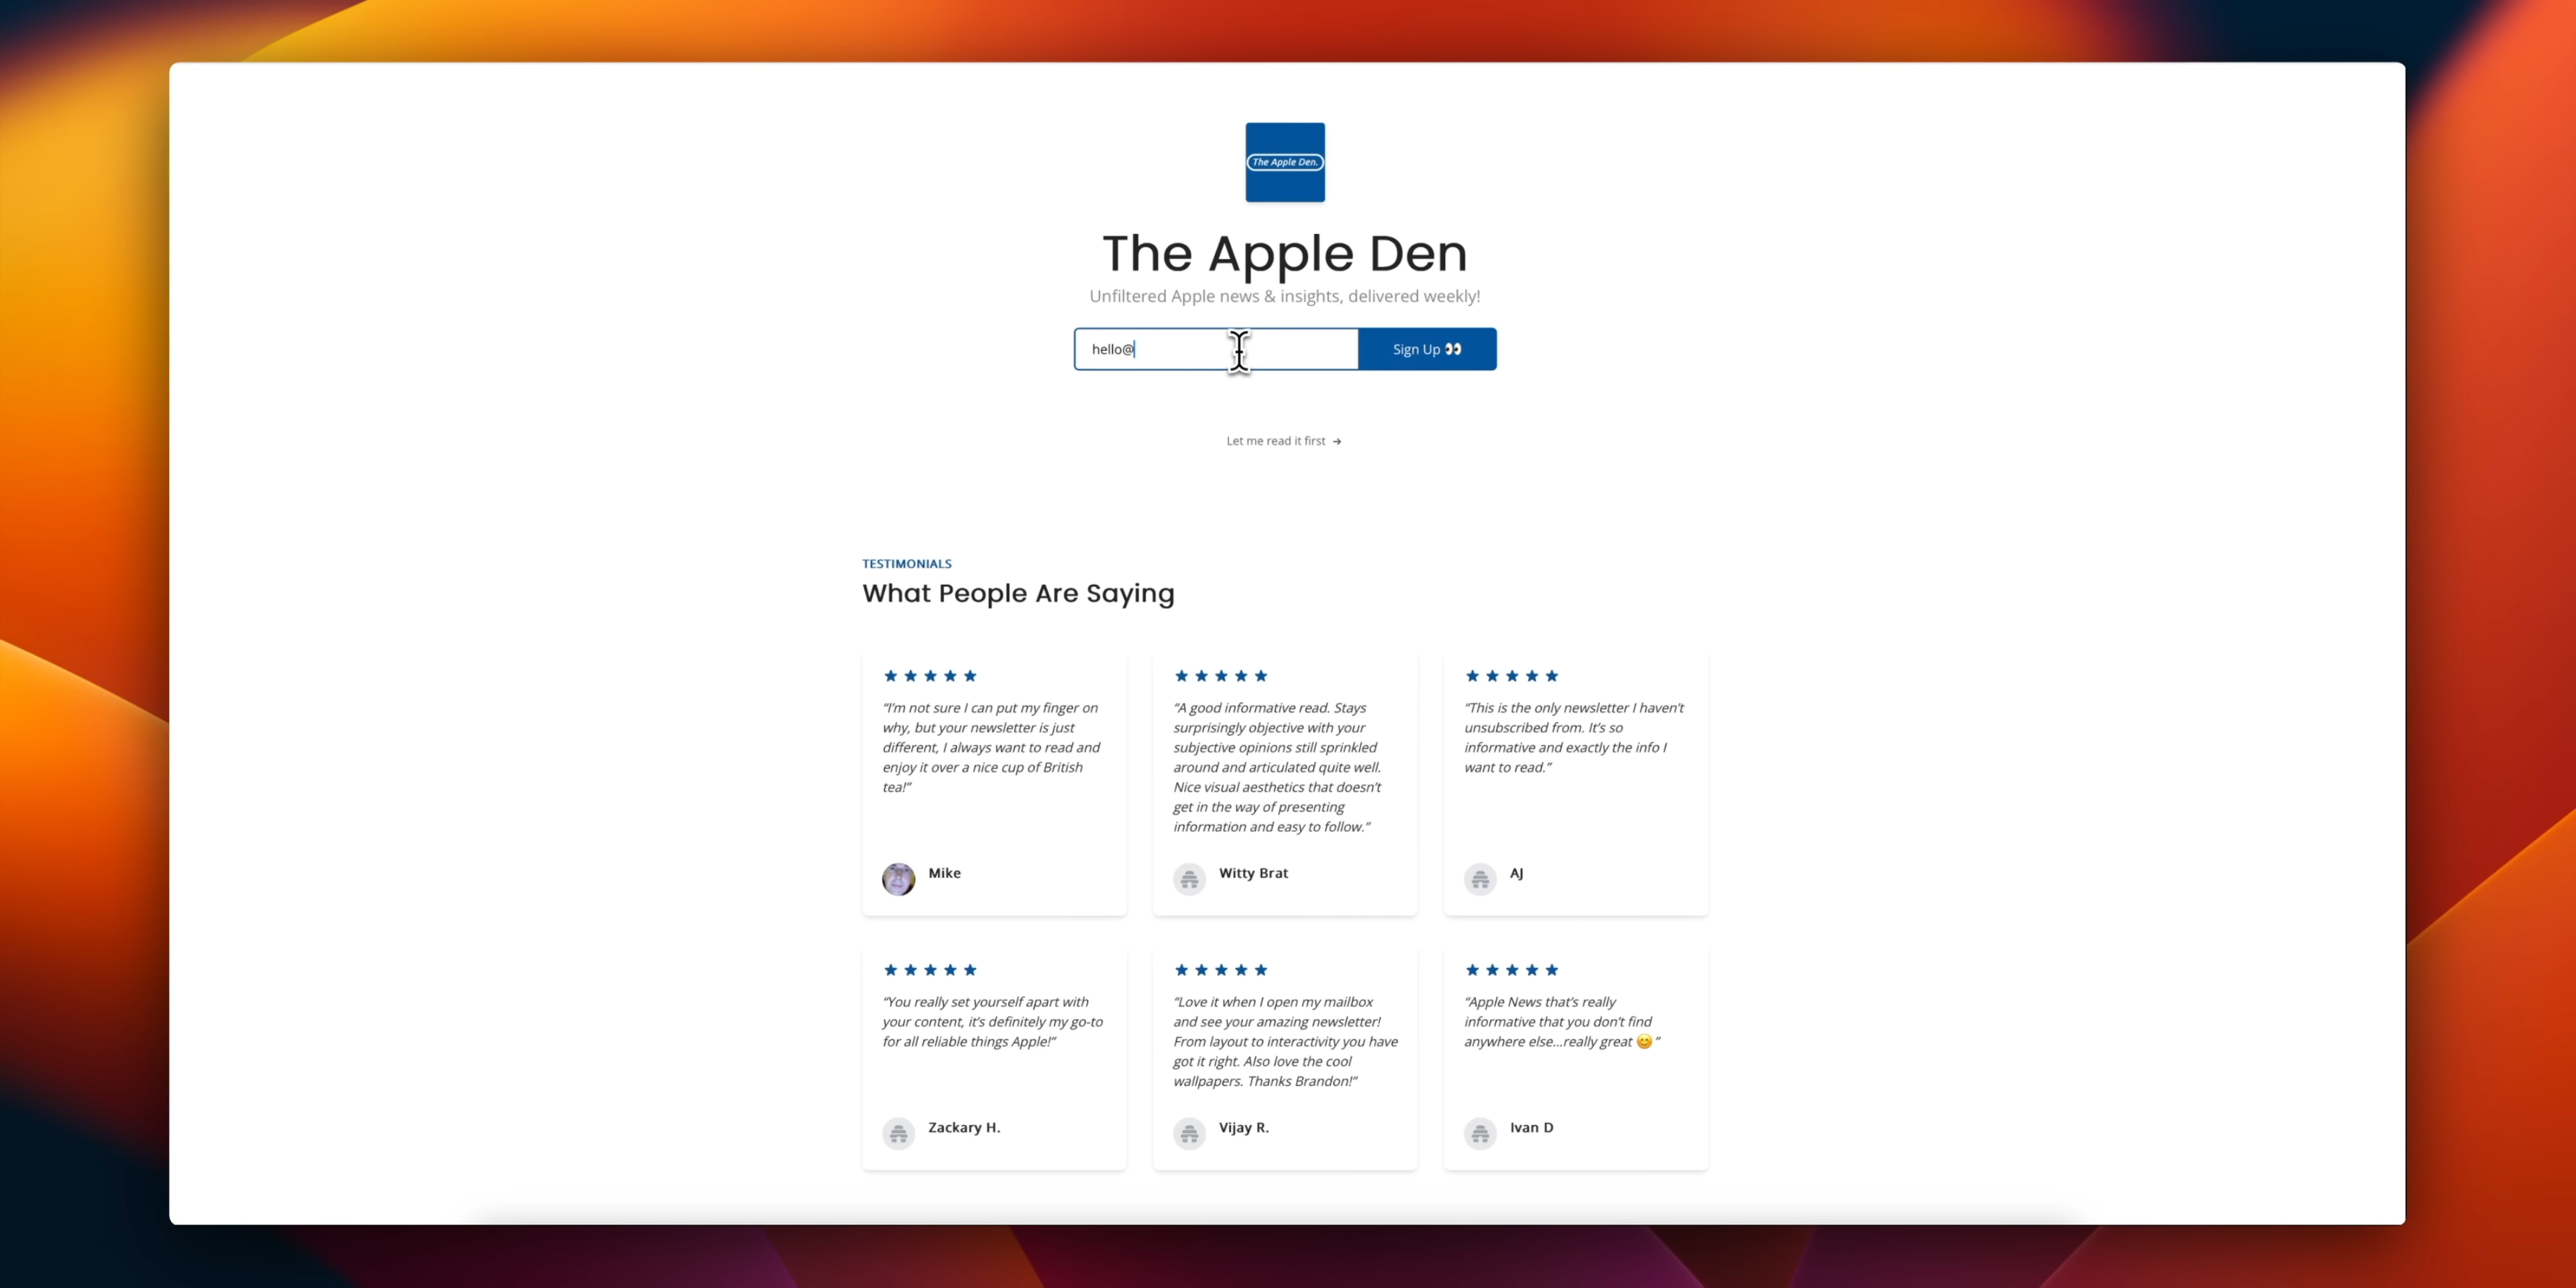 The Apple Den.
The Apple Den
Unfiltered Apple news & insights, delivered weekly!
hello@
Sign Up 👀
Let me read it first →
TESTIMONIALS
What People Are Saying
★★★★★
“I’m not sure I can put my finger on
why, but your newsletter is just
different, I always want to read and
enjoy it over a nice cup of British
tea!”
Mike
★★★★★
“A good informative read. Stays
surprisingly objective with your
subjective opinions still sprinkled
around and articulated quite well.
Nice visual aesthetics that doesn’t
get in the way of presenting
information and easy to follow.”
Witty Brat
★★★★★
“This is the only newsletter I haven’t
unsubscribed from. It’s so
informative and exactly the info I
want to read.”
AJ
★★★★★
“You really set yourself apart with
your content, it’s definitely my go-to
for all reliable things Apple!”
Zackary H.
★★★★★
“Love it when I open my mailbox
and see your amazing newsletter!
From layout to interactivity you have
got it right. Also love the cool
wallpapers. Thanks Brandon!”
Vijay R.
★★★★★
“Apple News that’s really
informative that you don’t find
anywhere else...really great 😊 ”
Ivan D